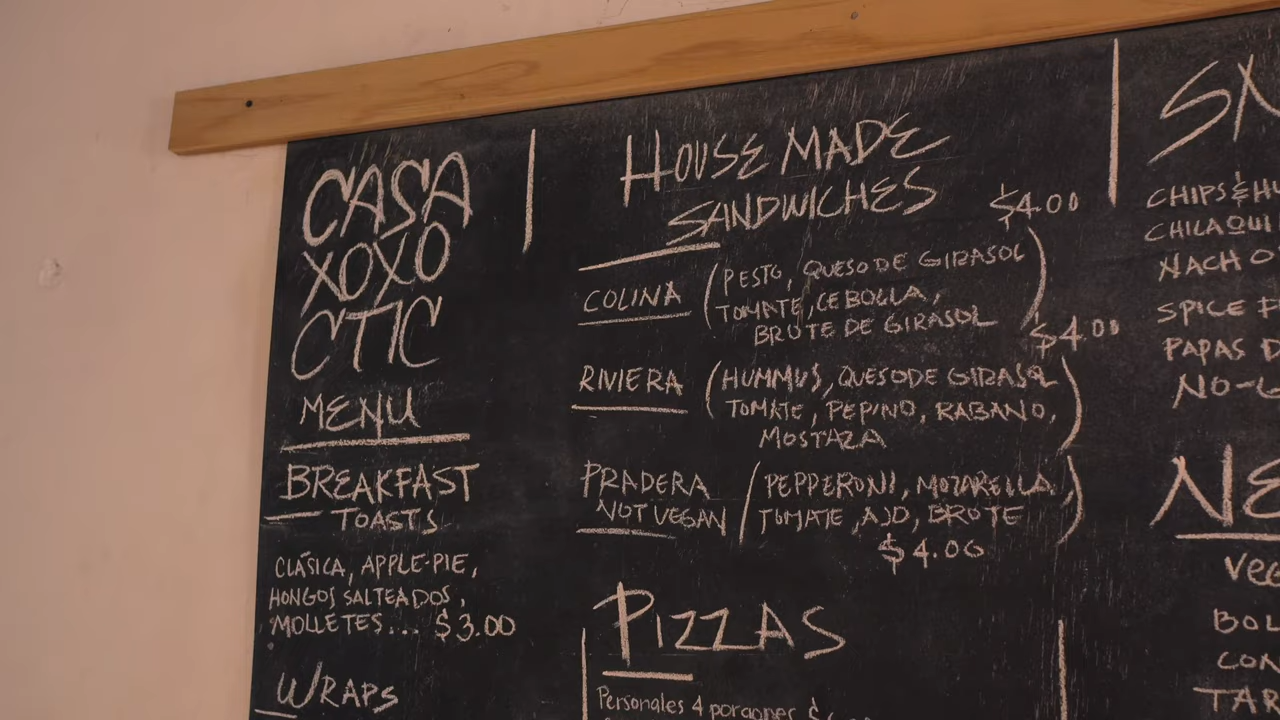 CASA
XOXO
CTIC
MENU
BREAKFAST
TOASTS
CLÁSICA, APPLE-PIE,
HONGOS SALTEADOS,
MOLLETES... $3.00
WRAPS
HOUSE MADE
SANDWICHES
$4.00
COLINA (PESTO, QUESO DE GIRASOL
TOMATE, CEBOLLA,
BROTE DE GIRASOL)
$4.00
RIVIERA (HUMMUS, QUESO DE GIRASOL
TOMATE, PEPINO, RABANO,
MOSTAZA)
PRADERA (PEPPERONI, MOZARELLA,
NOT VEGAN TOMATE, AJO, BROTE)
$4.00
PIZZAS
Personales 4 porciones
CHIPS & HU
CHILAQUI
NACHO
SPICE F
PAPAS D
NO-
NE
Veg
BOL
CON
TAR